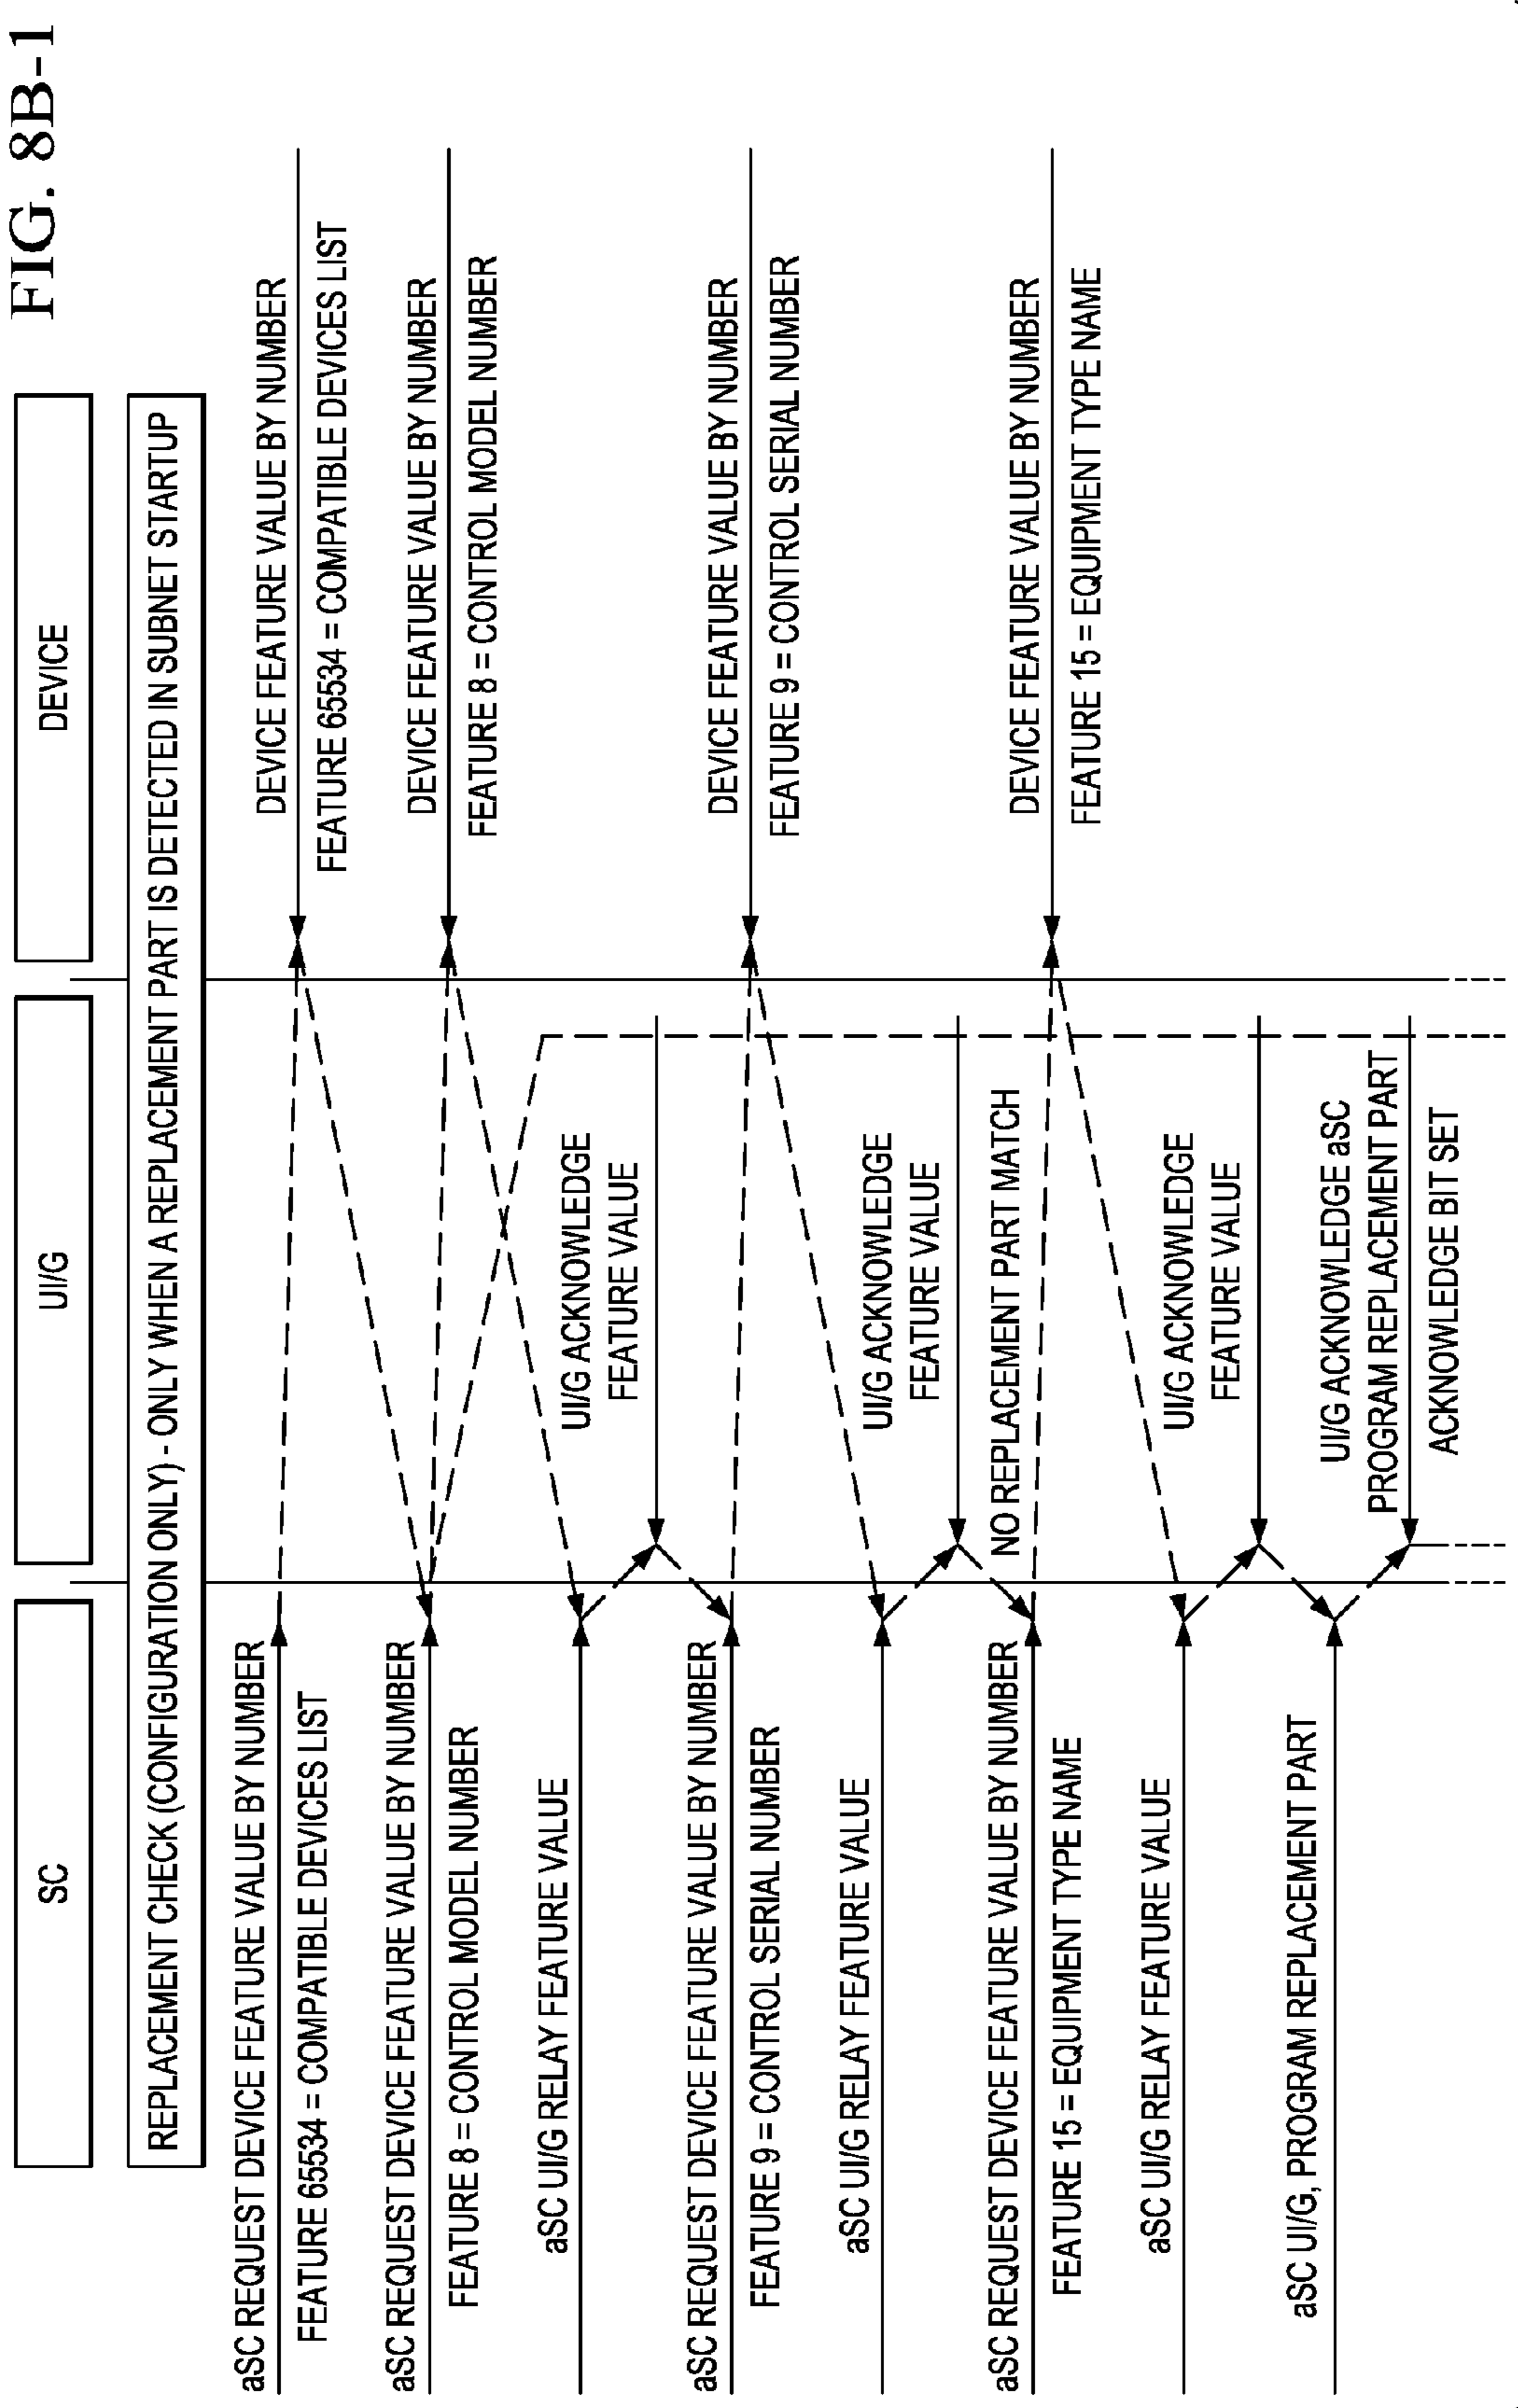 FIG. 8B-1
SC
UI/G
DEVICE
REPLACEMENT CHECK (CONFIGURATION ONLY) - ONLY WHEN A REPLACEMENT PART IS DETECTED IN SUBNET STARTUP
aSC REQUEST DEVICE FEATURE VALUE BY NUMBER
FEATURE 65534 = COMPATIBLE DEVICES LIST
DEVICE FEATURE VALUE BY NUMBER
FEATURE 65534 = COMPATIBLE DEVICES LIST
aSC REQUEST DEVICE FEATURE VALUE BY NUMBER
FEATURE 8 = CONTROL MODEL NUMBER
DEVICE FEATURE VALUE BY NUMBER
FEATURE 8 = CONTROL MODEL NUMBER
aSC UI/G RELAY FEATURE VALUE
UI/G ACKNOWLEDGE
FEATURE VALUE
aSC REQUEST DEVICE FEATURE VALUE BY NUMBER
FEATURE 9 = CONTROL SERIAL NUMBER
DEVICE FEATURE VALUE BY NUMBER
FEATURE 9 = CONTROL SERIAL NUMBER
aSC UI/G RELAY FEATURE VALUE
UI/G ACKNOWLEDGE
FEATURE VALUE
NO REPLACEMENT PART MATCH
aSC REQUEST DEVICE FEATURE VALUE BY NUMBER
FEATURE 15 = EQUIPMENT TYPE NAME
DEVICE FEATURE VALUE BY NUMBER
FEATURE 15 = EQUIPMENT TYPE NAME
aSC UI/G RELAY FEATURE VALUE
UI/G ACKNOWLEDGE
FEATURE VALUE
aSC UI/G, PROGRAM REPLACEMENT PART
UI/G ACKNOWLEDGE aSC
PROGRAM REPLACEMENT PART
ACKNOWLEDGE BIT SET